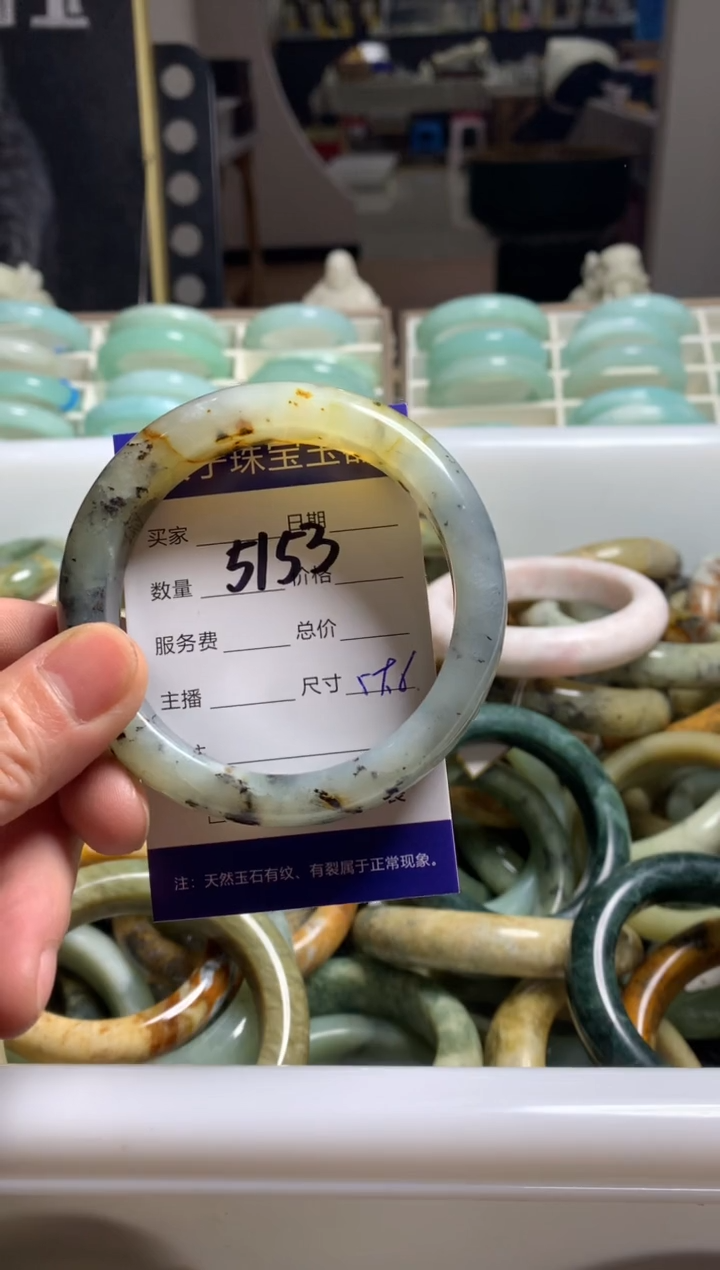 珠宝玉
买家 日期
5153
数量 价格
服务费 总价
主播 尺寸 57.6
注：天然玉石有纹、有裂属于正常现象。